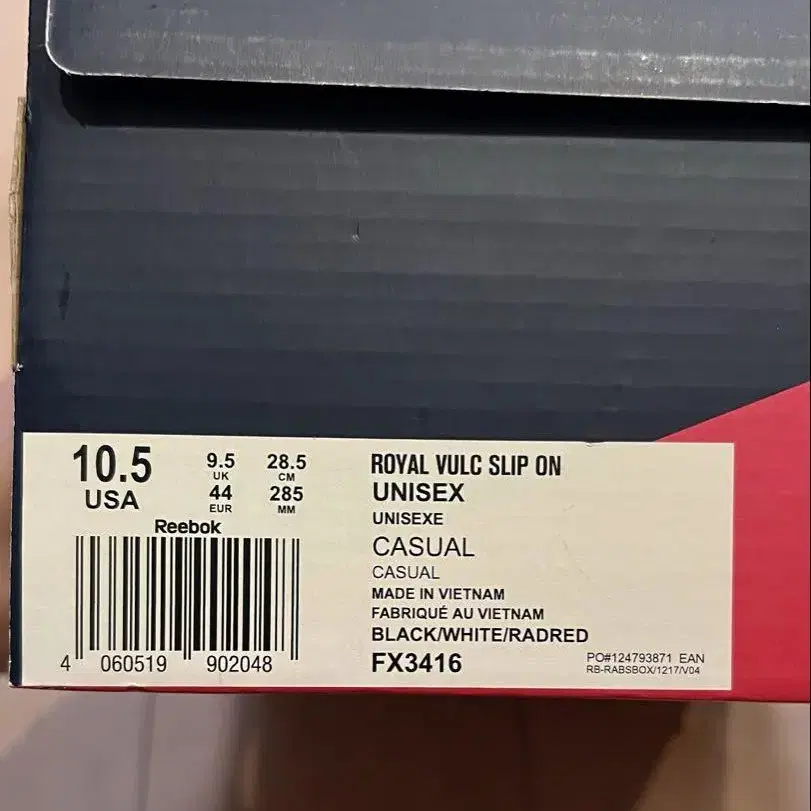 10.5
USA
9.5
UK
44
EUR
28.5
CM
285
MM
Reebok
4 060519 902048
ROYAL VULC SLIP ON
UNISEX
UNISEXE
CASUAL
CASUAL
MADE IN VIETNAM
FABRIQUÉ AU VIETNAM
BLACK/WHITE/RADRED
FX3416
PO#124793871 EAN
RB-RABSBOX/1217/V04